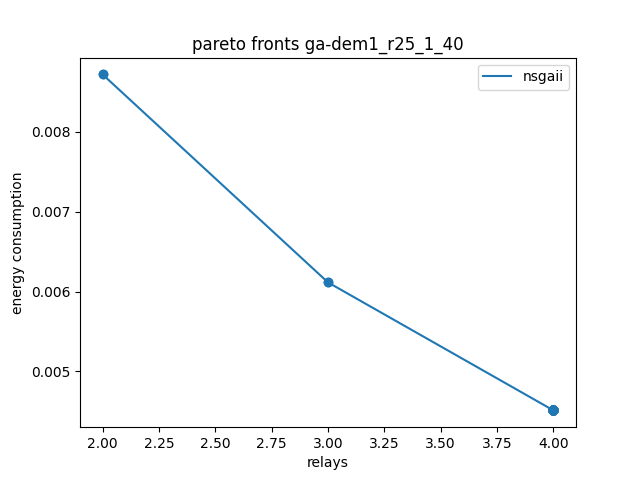 pareto fronts ga-dem1_r25_1_40
nsgaii
0.008
0.007
0.006
0.005
energy consumption
2.00 2.25 2.50 2.75 3.00 3.25 3.50 3.75 4.00
relays